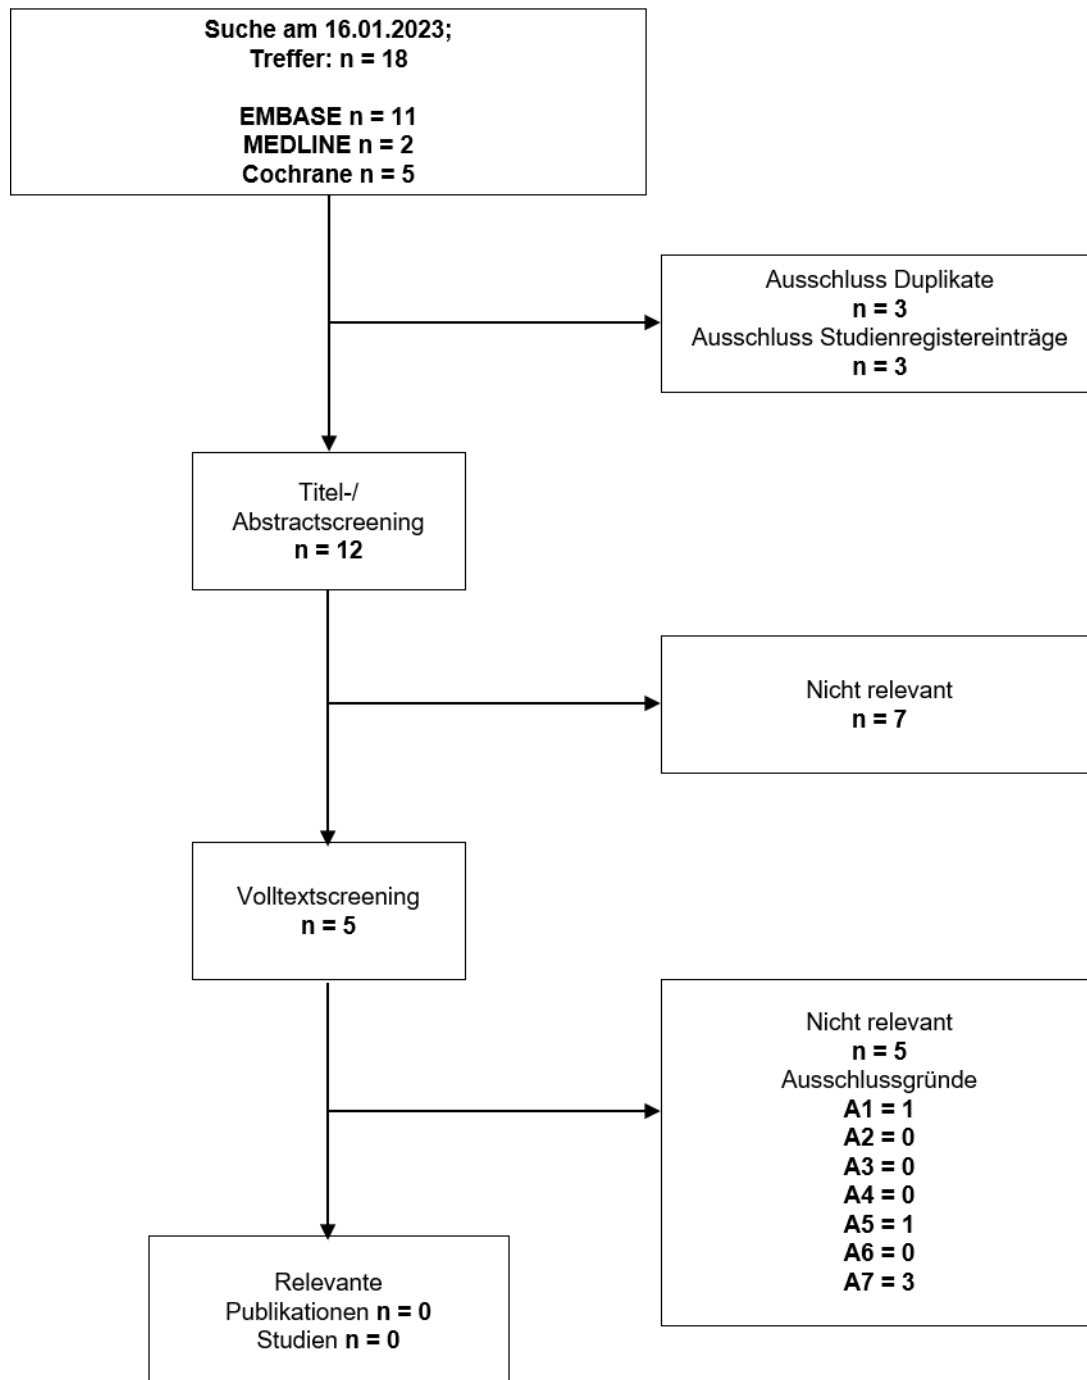 Suche am 16.01.2023;
Treffer: n = 18
EMBASE n = 11
MEDLINE n = 2
Cochrane n = 5
Ausschluss Duplikate
n = 3
Ausschluss Studienregistereinträge
n = 3
Titel-/
Abstractscreening
n = 12
Nicht relevant
n = 7
Volltextscreening
n = 5
Nicht relevant
n = 5
Ausschlussgründe
A1 = 1
A2 = 0
A3 = 0
A4 = 0
A5 = 1
A6 = 0
A7 = 3
Relevante
Publikationen n = 0
Studien n = 0